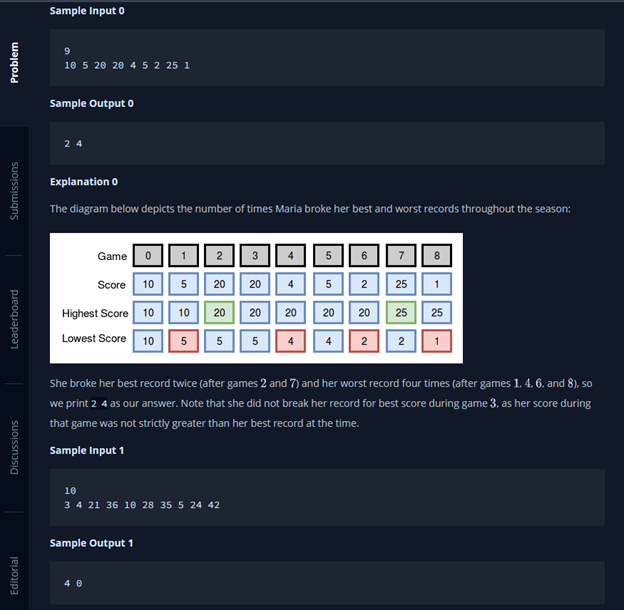 Problem
Submissions
Leaderboard
Discussions
Editorial
Sample Input 0
9
10 5 20 20 4 5 2 25 1
Sample Output 0
2 4
Explanation 0
The diagram below depicts the number of times Maria broke her best and worst records throughout the season:
Game 0 1 2 3 4 5 6 7 8
Score 10 5 20 20 4 5 2 25 1
Highest Score 10 10 20 20 20 20 20 25 25
Lowest Score 10 5 5 5 4 4 2 2 1
She broke her best record twice (after games 2 and 7) and her worst record four times (after games 1, 4, 6, and 8), so
we print 2 4 as our answer. Note that she did not break her record for best score during game 3, as her score during
that game was not strictly greater than her best record at the time.
Sample Input 1
10
3 4 21 36 10 28 35 5 24 42
Sample Output 1
4 0